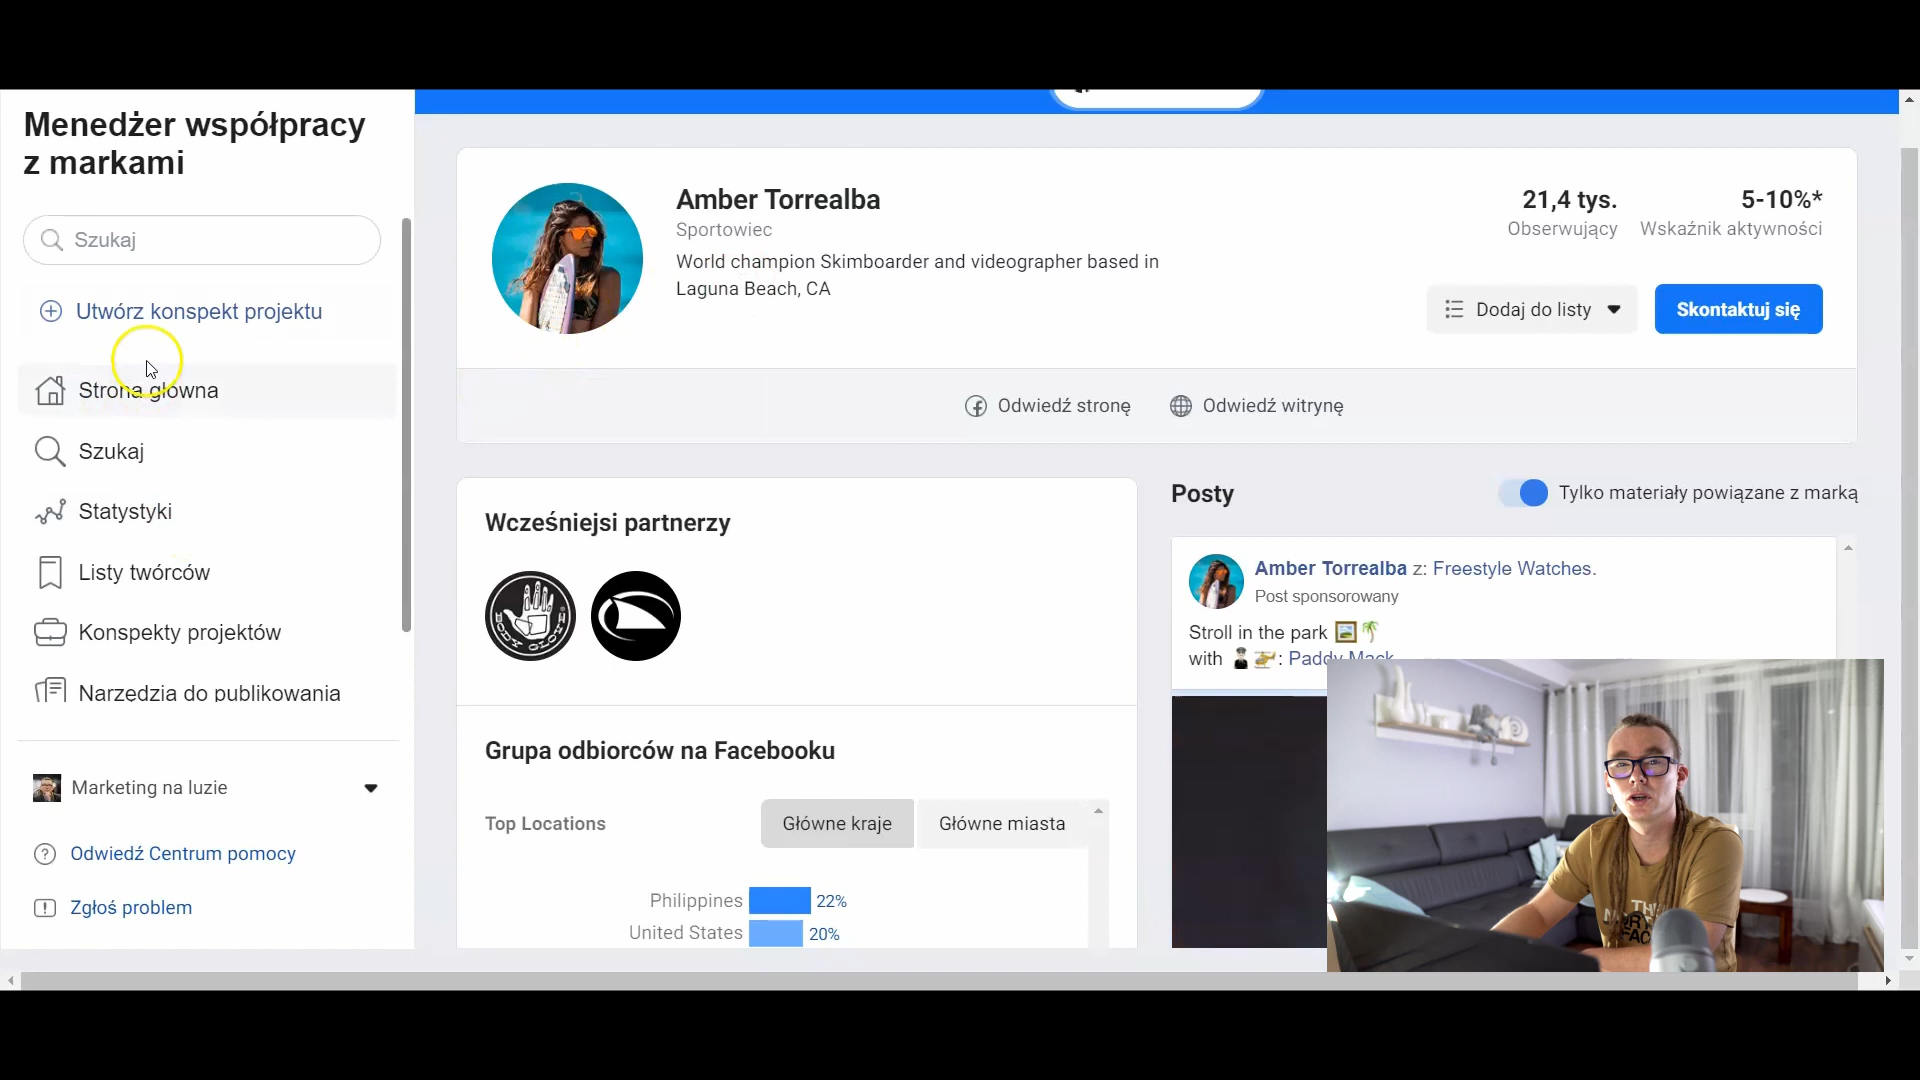 Menedżer współpracy
z markami
Szukaj
Utwórz konspekt projektu
Strona główna
Szukaj
Statystyki
Listy twórców
Konspekty projektów
Narzędzia do publikowania
Marketing na luzie
Odwiedź Centrum pomocy
Zgłoś problem
Amber Torrealba
Sportowiec
World champion Skimboarder and videographer based in
Laguna Beach, CA
21,4 tys.
Obserwujący
5-10%*
Wskaźnik aktywności
Dodaj do listy
Skontaktuj się
Odwiedź stronę
Odwiedź witrynę
Wcześniejsi partnerzy
BODY GLOVE
Grupa odbiorców na Facebooku
Top Locations
Główne kraje
Główne miasta
Philippines 22%
United States 20%
Posty
Tylko materiały powiązane z marką
Amber Torrealba z: Freestyle Watches.
Post sponsorowany
Stroll in the park
with : Paddy Mack